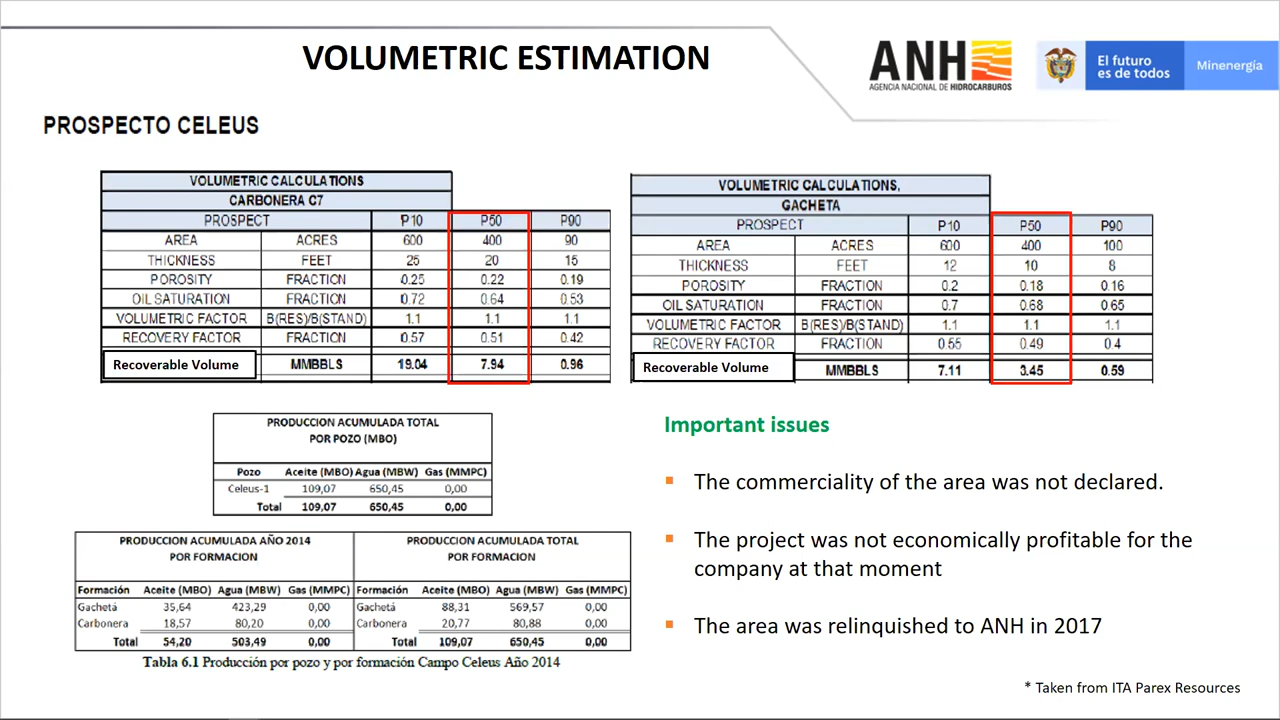 VOLUMETRIC ESTIMATION
ANH
AGENCIA NACIONAL DE HIDROCARBUROS
El futuro
es de todos
Minenergía
PROSPECTO CELEUS
VOLUMETRIC CALCULATIONS
CARBONERA C7
PROSPECT P10 P50 P90
AREA ACRES 600 400 90
THICKNESS FEET 25 20 15
POROSITY FRACTION 0.25 0.22 0.19
OIL SATURATION FRACTION 0.72 0.64 0.53
VOLUMETRIC FACTOR B(RES)/B(STAND) 1.1 1.1 1.1
RECOVERY FACTOR FRACTION 0.57 0.51 0.42
Recoverable Volume MMBBLS 19.04 7.94 0.96
VOLUMETRIC CALCULATIONS,
GACHETA
PROSPECT P10 P50 P90
AREA ACRES 600 400 100
THICKNESS FEET 12 10 8
POROSITY FRACTION 0.2 0.18 0.16
OIL SATURATION FRACTION 0.7 0.68 0.65
VOLUMETRIC FACTOR B(RES)/B(STAND) 1.1 1.1 1.1
RECOVERY FACTOR FRACTION 0.55 0.49 0.4
Recoverable Volume MMBBLS 7.11 3.45 0.59
PRODUCCION ACUMULADA TOTAL
POR POZO (MBO)
Pozo Aceite (MBO) Agua (MBW) Gas (MMPC)
Celeus-1 109,07 650,45 0,00
Total 109,07 650,45 0,00
PRODUCCION ACUMULADA AÑO 2014
POR FORMACION
Formación Aceite (MBO) Agua (MBW) Gas (MMPC)
Gachetá 35,64 423,29 0,00
Carbonera 18,57 80,20 0,00
Total 54,20 503,49 0,00
PRODUCCION ACUMULADA TOTAL
POR FORMACION
Formación Aceite (MBO) Agua (MBW) Gas (MMPC)
Gachetá 88,31 569,57 0,00
Carbonera 20,77 80,88 0,00
Total 109,07 650,45 0,00
Tabla 6.1 Producción por pozo y por formación Campo Celeus Año 2014
Important issues
The commerciality of the area was not declared.
The project was not economically profitable for the
company at that moment
The area was relinquished to ANH in 2017
* Taken from ITA Parex Resources